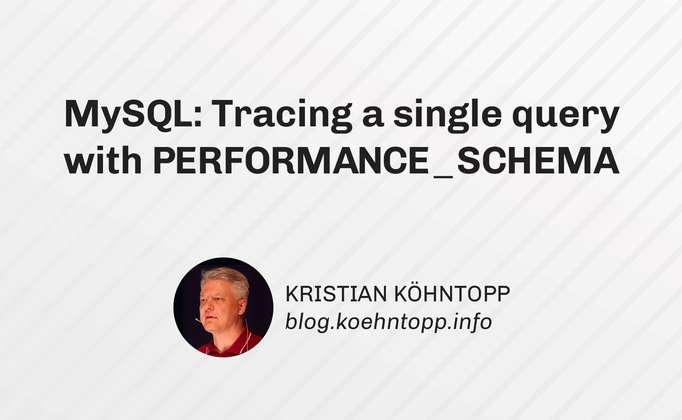 MySQL: Tracing a single query
with PERFORMANCE_SCHEMA
KRISTIAN KÖHNTOPP
blog.koehntopp.info